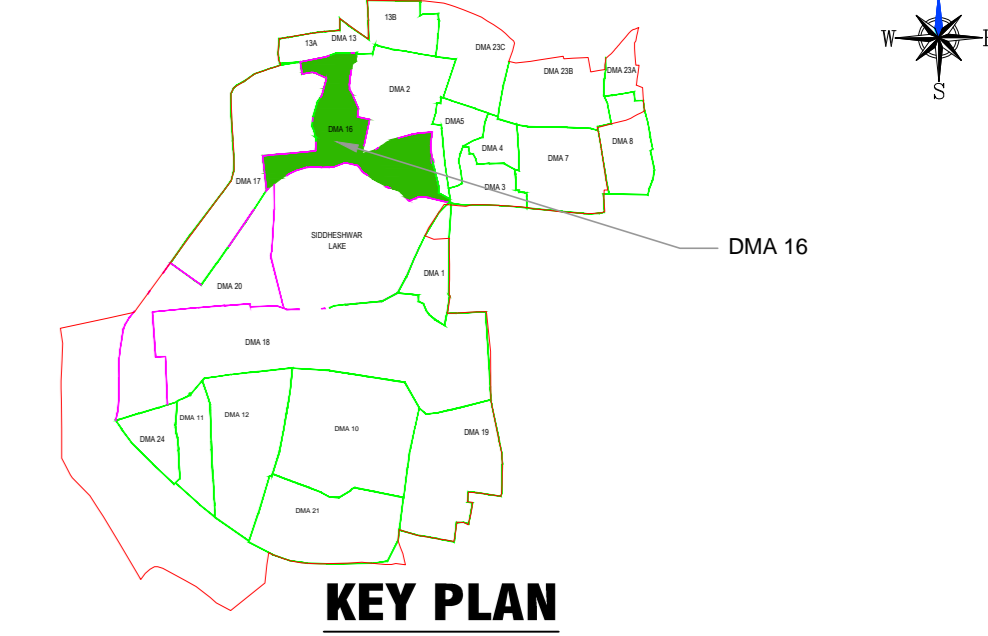 13B
DMA 13
13A
DMA 23C
DMA 23B
DMA 23A
DMA 2
DMA5
DMA 16
DMA 4
DMA 7
DMA 8
DMA 17
DMA 3
SIDDHESHWAR
LAKE
DMA 16
DMA 1
DMA 20
DMA 18
DMA 11
DMA 12
DMA 24
DMA 10
DMA 19
DMA 21
KEY PLAN
W
E
S